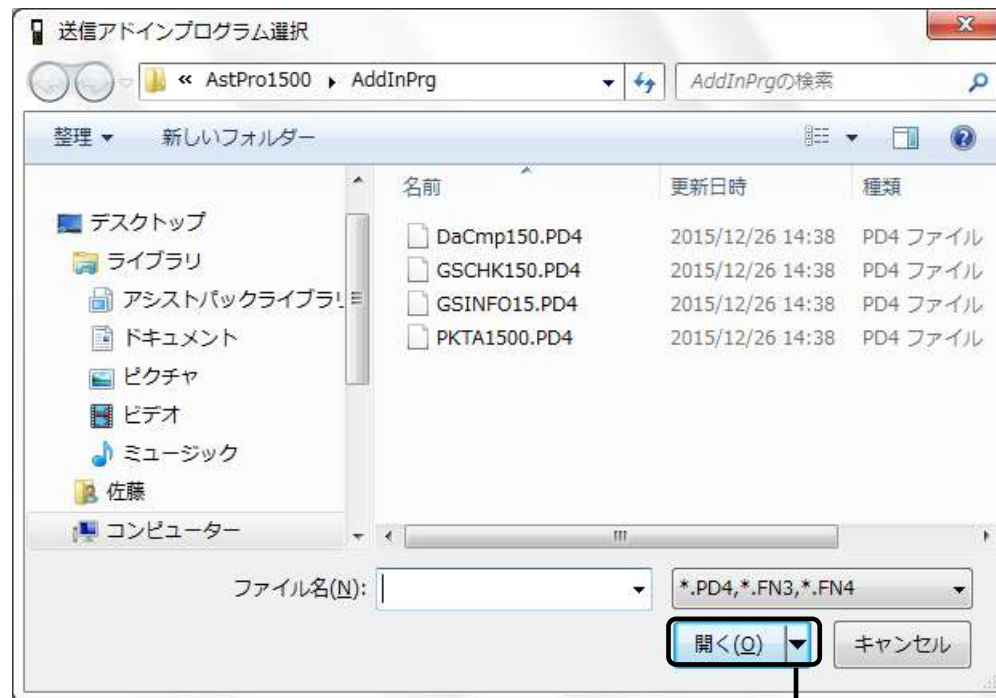 送信アドインプログラム選択
« AstPro1500 ▸ AddInPrg
AddInPrgの検索
整理 ▼ 新しいフォルダー
名前 更新日時 種類
デスクトップ
ライブラリ
アシストパックライブラリ
ドキュメント
ピクチャ
ビデオ
ミュージック
佐藤
コンピューター
DaCmp150.PD4 2015/12/26 14:38 PD4 ファイル
GSCHK150.PD4 2015/12/26 14:38 PD4 ファイル
GSINFO15.PD4 2015/12/26 14:38 PD4 ファイル
PKTA1500.PD4 2015/12/26 14:38 PD4 ファイル
ファイル名(N):
*.PD4,*.FN3,*.FN4
開く(O) キャンセル